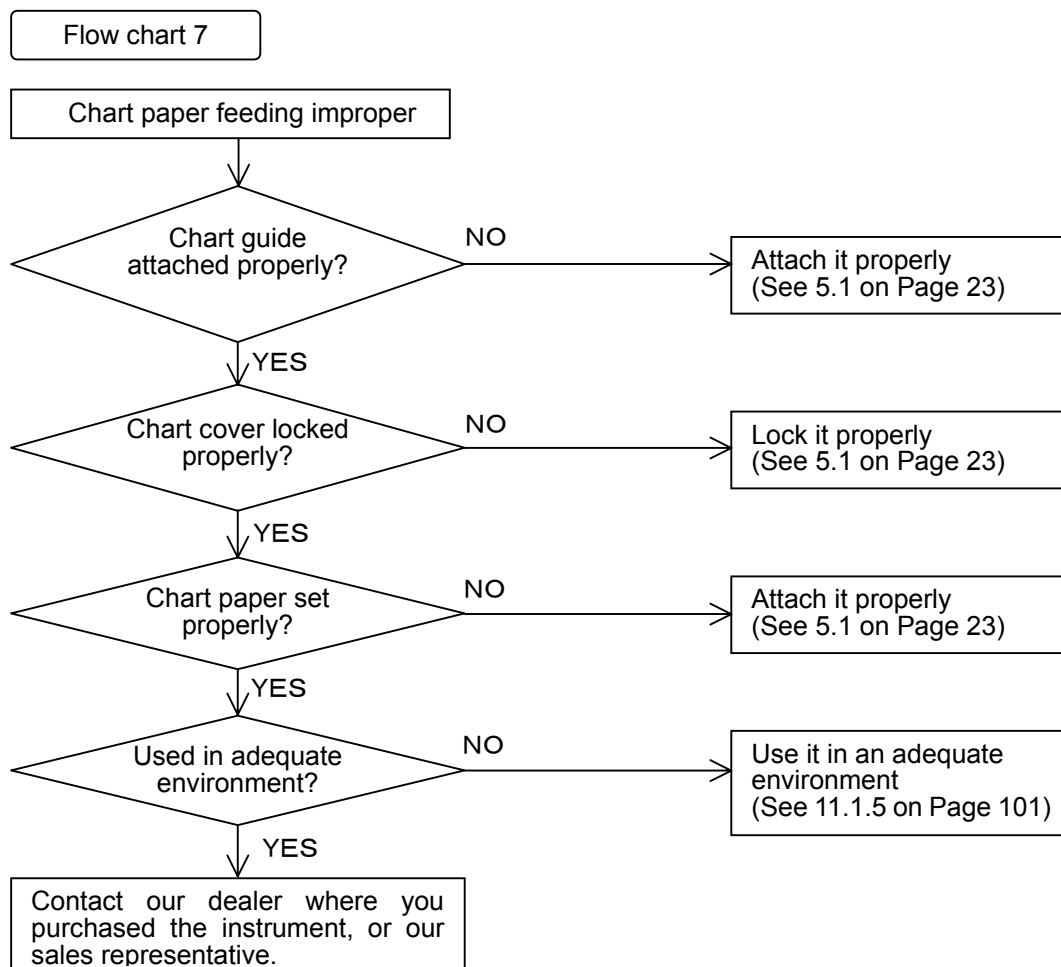 Flow chart 7
Chart paper feeding improper
Chart guide
attached properly?
NO
Attach it properly
(See 5.1 on Page 23)
YES
Chart cover locked
properly?
NO
Lock it properly
(See 5.1 on Page 23)
YES
Chart paper set
properly?
NO
Attach it properly
(See 5.1 on Page 23)
YES
Used in adequate
environment?
NO
Use it in an adequate
environment
(See 11.1.5 on Page 101)
YES
Contact our dealer where you
purchased the instrument, or our
sales representative.